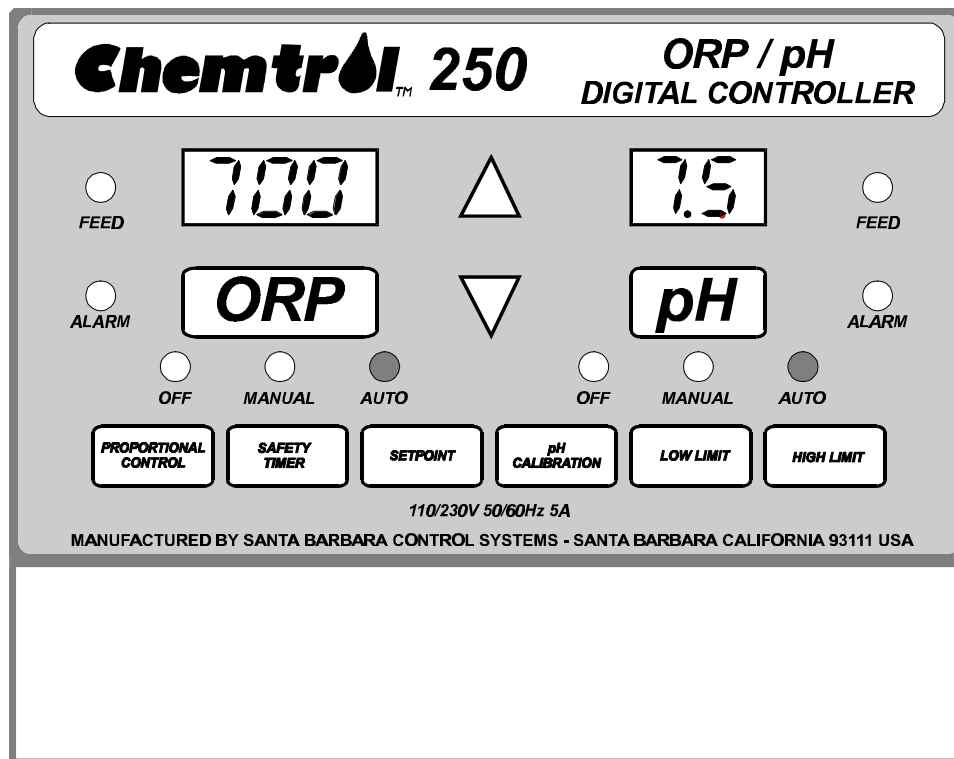 Chemtrol™ 250
ORP / pH
DIGITAL CONTROLLER
700
7.5
FEED
FEED
ORP
pH
ALARM
ALARM
OFF
MANUAL
AUTO
OFF
MANUAL
AUTO
PROPORTIONAL
CONTROL
SAFETY
TIMER
SETPOINT
pH
CALIBRATION
LOW LIMIT
HIGH LIMIT
110/230V 50/60Hz 5A
MANUFACTURED BY SANTA BARBARA CONTROL SYSTEMS - SANTA BARBARA CALIFORNIA 93111 USA